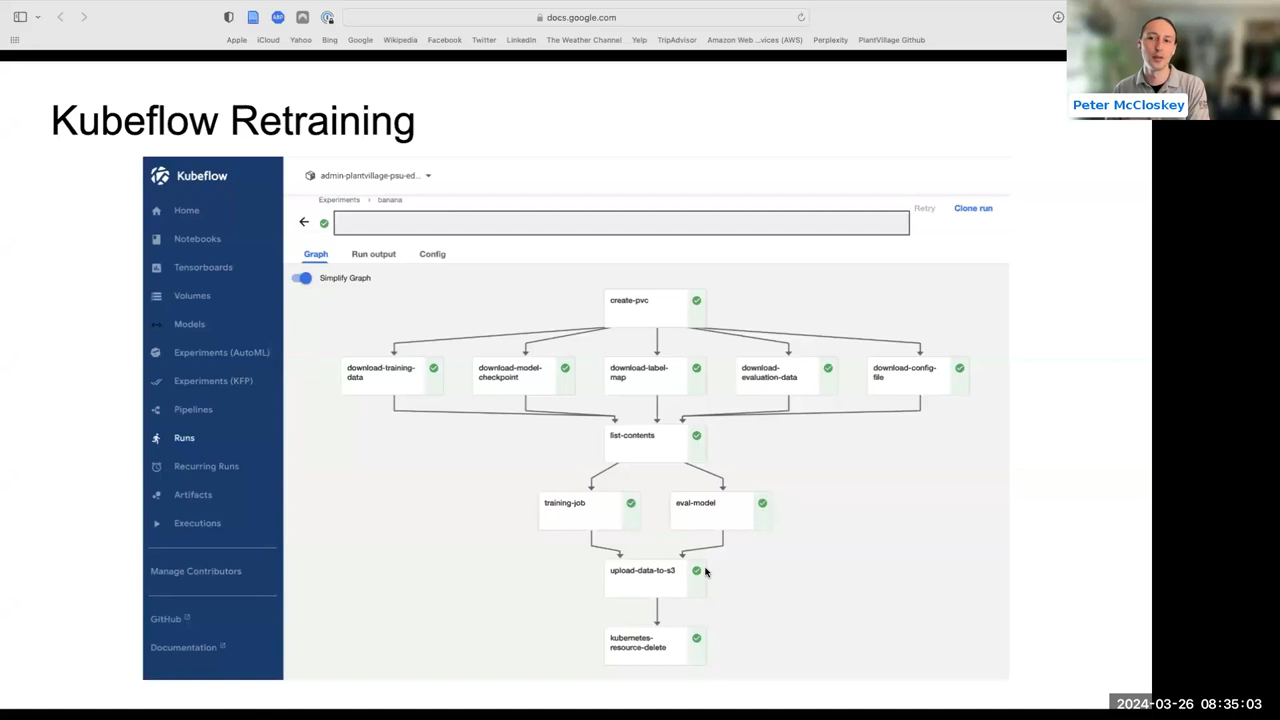 docs.google.com
Apple iCloud Yahoo Bing Google Wikipedia Facebook Twitter LinkedIn The Weather Channel Yelp TripAdvisor Amazon Web ...vices (AWS) Perplexity PlantVillage Github
Peter McCloskey
Kubeflow Retraining
Kubeflow
admin-plantvillage-psu-ed...
Experiments > banana
Retry
Clone run
Graph Run output Config
Simplify Graph
Home
Notebooks
Tensorboards
Volumes
Models
Experiments (AutoML)
Experiments (KFP)
Pipelines
Runs
Recurring Runs
Artifacts
Executions
Manage Contributors
GitHub
Documentation
create-pvc
download-training-
data
download-model-
checkpoint
download-label-
map
download-
evaluation-data
download-config-
file
list-contents
training-job
eval-model
upload-data-to-s3
kubernetes-
resource-delete
2024-03-26 08:35:03